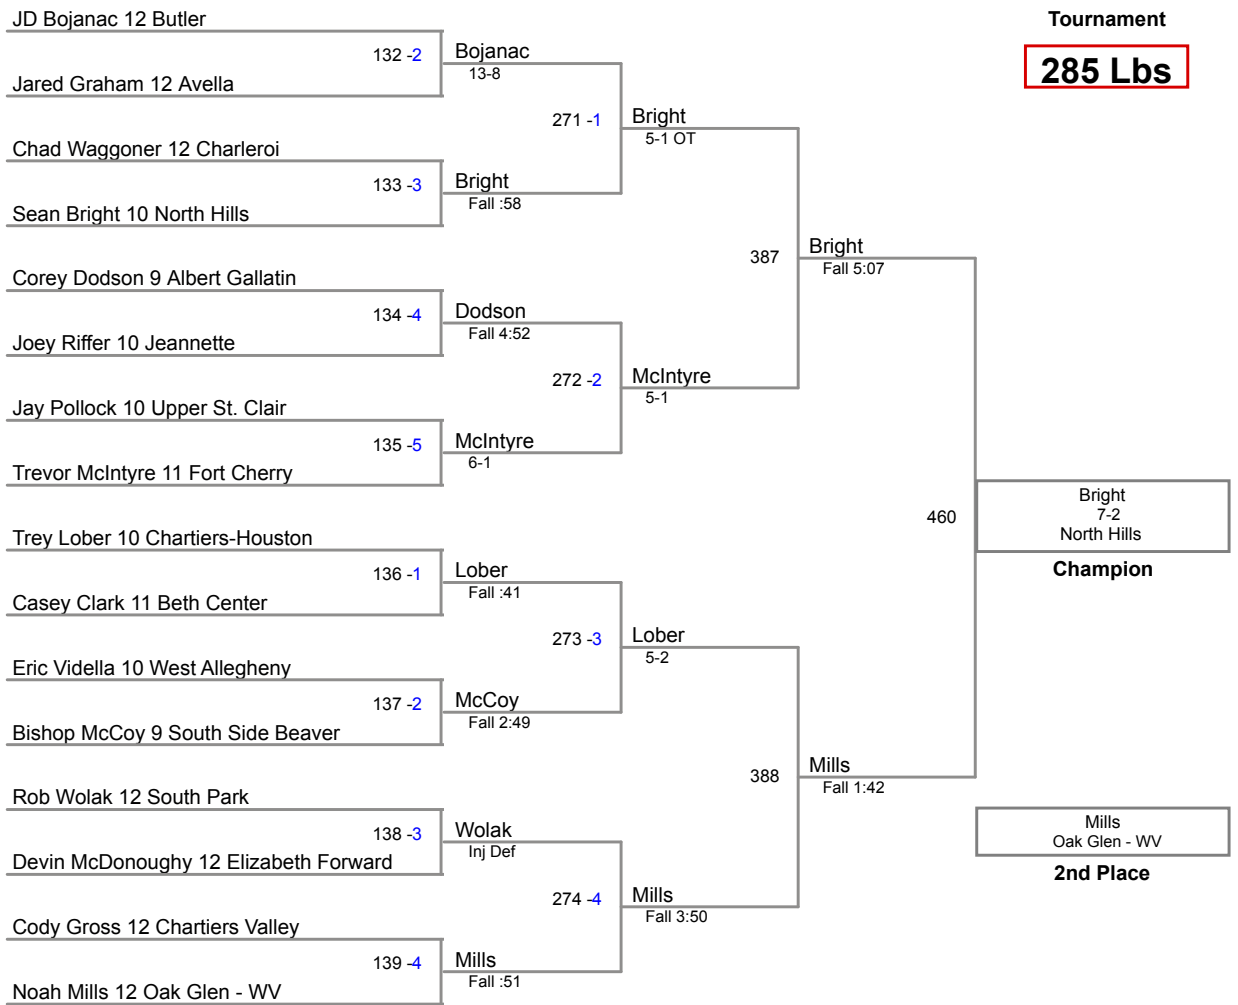 JD Bojanac 12 Butler
Tournament
132 -2
Bojanac
13-8
285 Lbs
Jared Graham 12 Avella
271 -1
Bright
5-1 OT
Chad Waggoner 12 Charleroi
133 -3
Bright
Fall :58
Sean Bright 10 North Hills
387
Bright
Fall 5:07
Corey Dodson 9 Albert Gallatin
134 -4
Dodson
Fall 4:52
Joey Riffer 10 Jeannette
272 -2
McIntyre
5-1
Jay Pollock 10 Upper St. Clair
135 -5
McIntyre
6-1
Trevor McIntyre 11 Fort Cherry
460
Bright
7-2
North Hills
Champion
Trey Lober 10 Chartiers-Houston
136 -1
Lober
Fall :41
Casey Clark 11 Beth Center
273 -3
Lober
5-2
Eric Vidella 10 West Allegheny
137 -2
McCoy
Fall 2:49
Bishop McCoy 9 South Side Beaver
388
Mills
Fall 1:42
Rob Wolak 12 South Park
138 -3
Wolak
Inj Def
Mills
Oak Glen - WV
2nd Place
Devin McDonoughy 12 Elizabeth Forward
274 -4
Mills
Fall 3:50
Cody Gross 12 Chartiers Valley
139 -4
Mills
Fall :51
Noah Mills 12 Oak Glen - WV